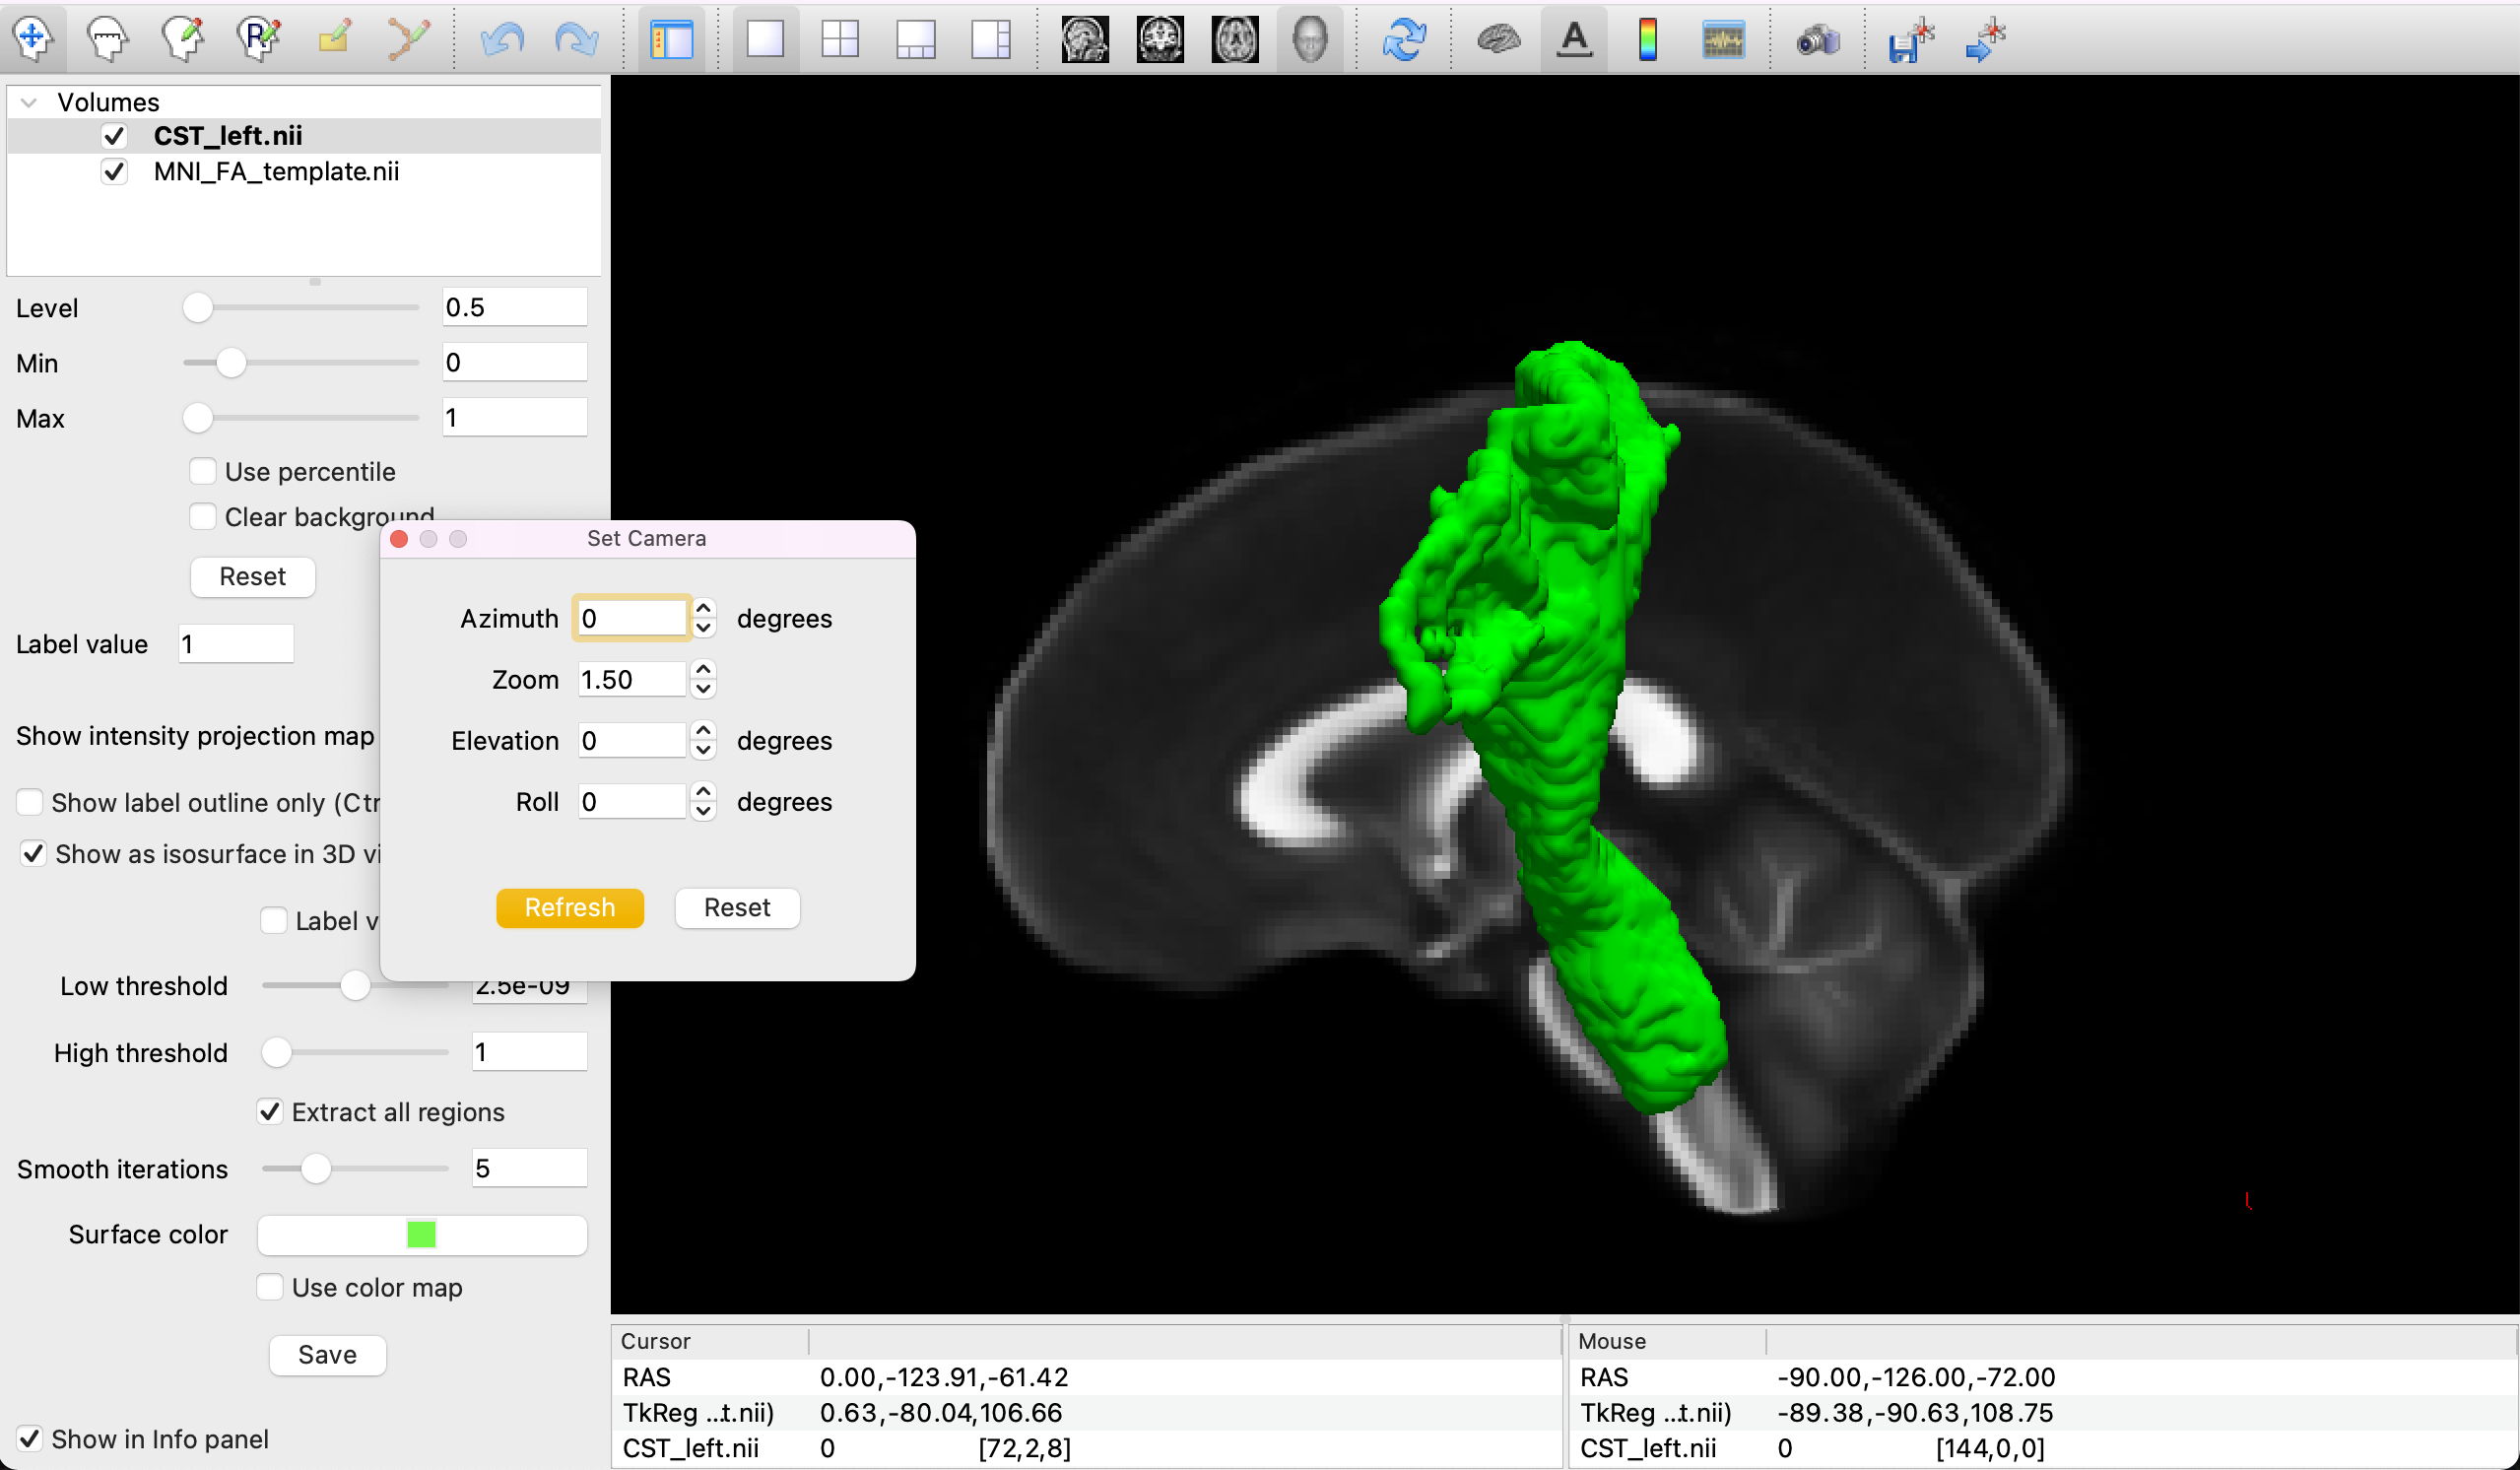 R
A
Volumes
CST_left.nii
MNI_FA_template.nii
Level 0.5
Min 0
Max 1
Use percentile
Clear background
Reset
Label value 1
Show intensity projection map
Show label outline only (Ctr
Show as isosurface in 3D vi
Label v
Low threshold 2.5e-09
High threshold 1
Extract all regions
Smooth iterations 5
Surface color
Use color map
Save
Show in Info panel
Set Camera
Azimuth 0 degrees
Zoom 1.50
Elevation 0 degrees
Roll 0 degrees
Refresh Reset
Cursor
RAS 0.00,-123.91,-61.42
TkReg ..t.nii) 0.63,-80.04,106.66
CST_left.nii 0 [72,2,8]
Mouse
RAS -90.00,-126.00,-72.00
TkReg ..t.nii) -89.38,-90.63,108.75
CST_left.nii 0 [144,0,0]